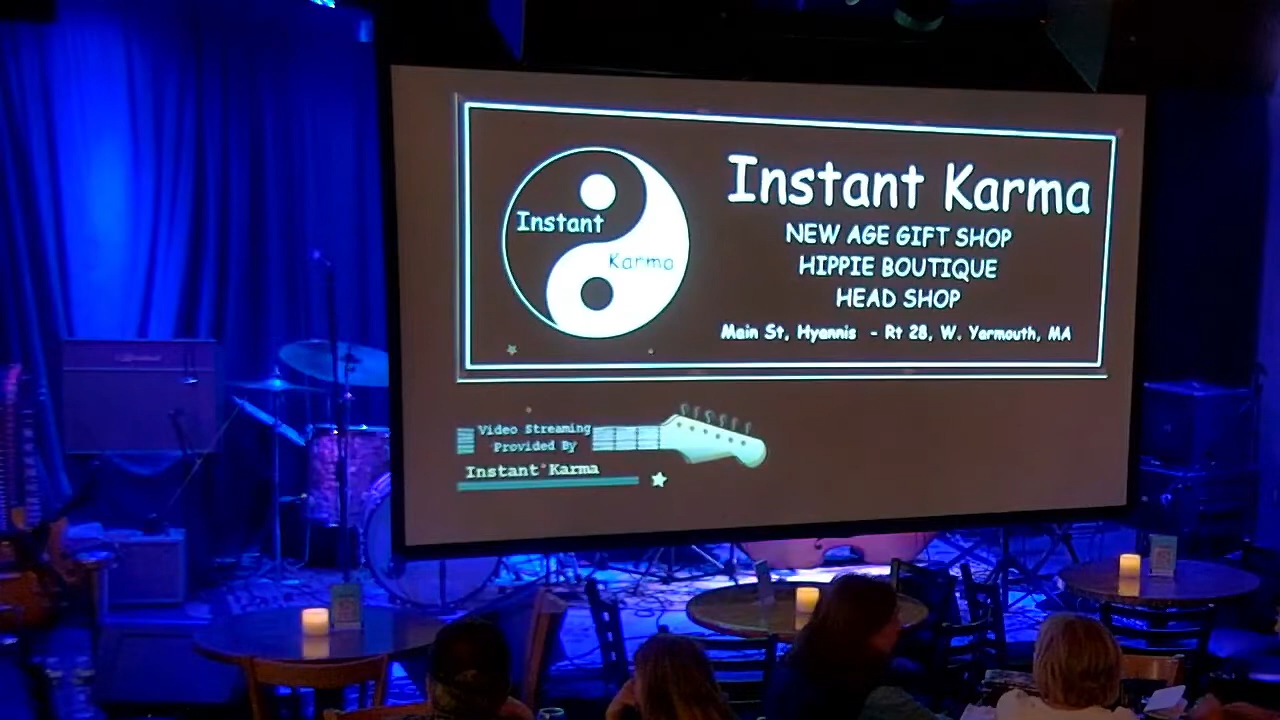 Instant
Karma
Instant Karma
NEW AGE GIFT SHOP
HIPPIE BOUTIQUE
HEAD SHOP
Main St, Hyannis - Rt 28, W. Yarmouth, MA
Video Streaming
Provided By
Instant Karma